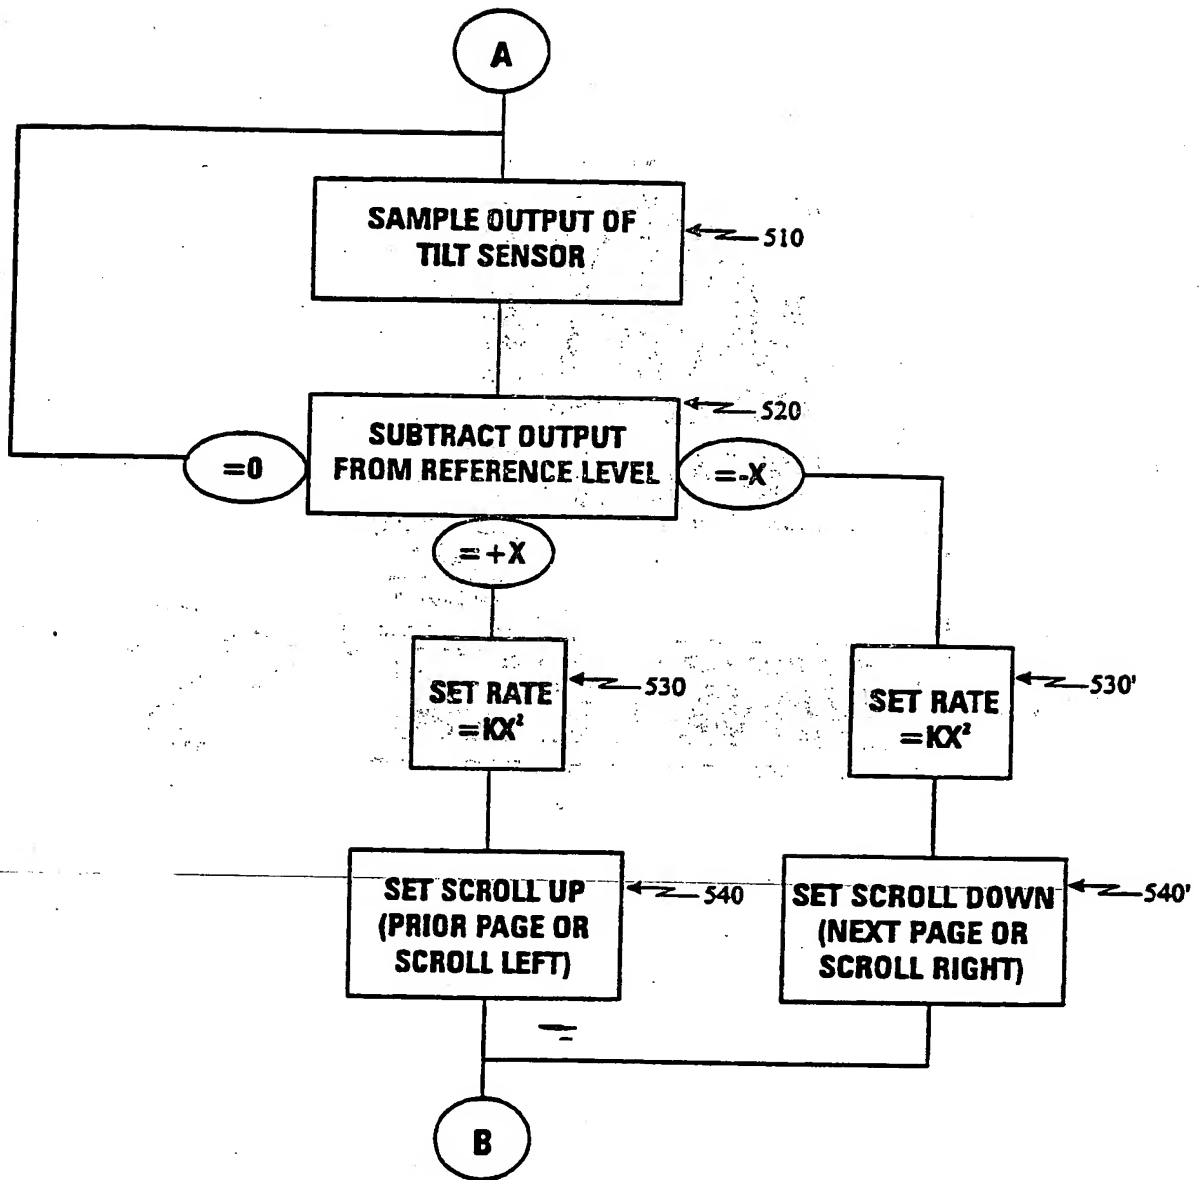 A
SAMPLE OUTPUT OF
TILT SENSOR
510
520
SUBTRACT OUTPUT
FROM REFERENCE LEVEL
=0
=-X
=+X
SET RATE
=KX²
530
SET RATE
=KX²
530'
SET SCROLL UP
(PRIOR PAGE OR
SCROLL LEFT)
540
SET SCROLL DOWN
(NEXT PAGE OR
SCROLL RIGHT)
540'
B